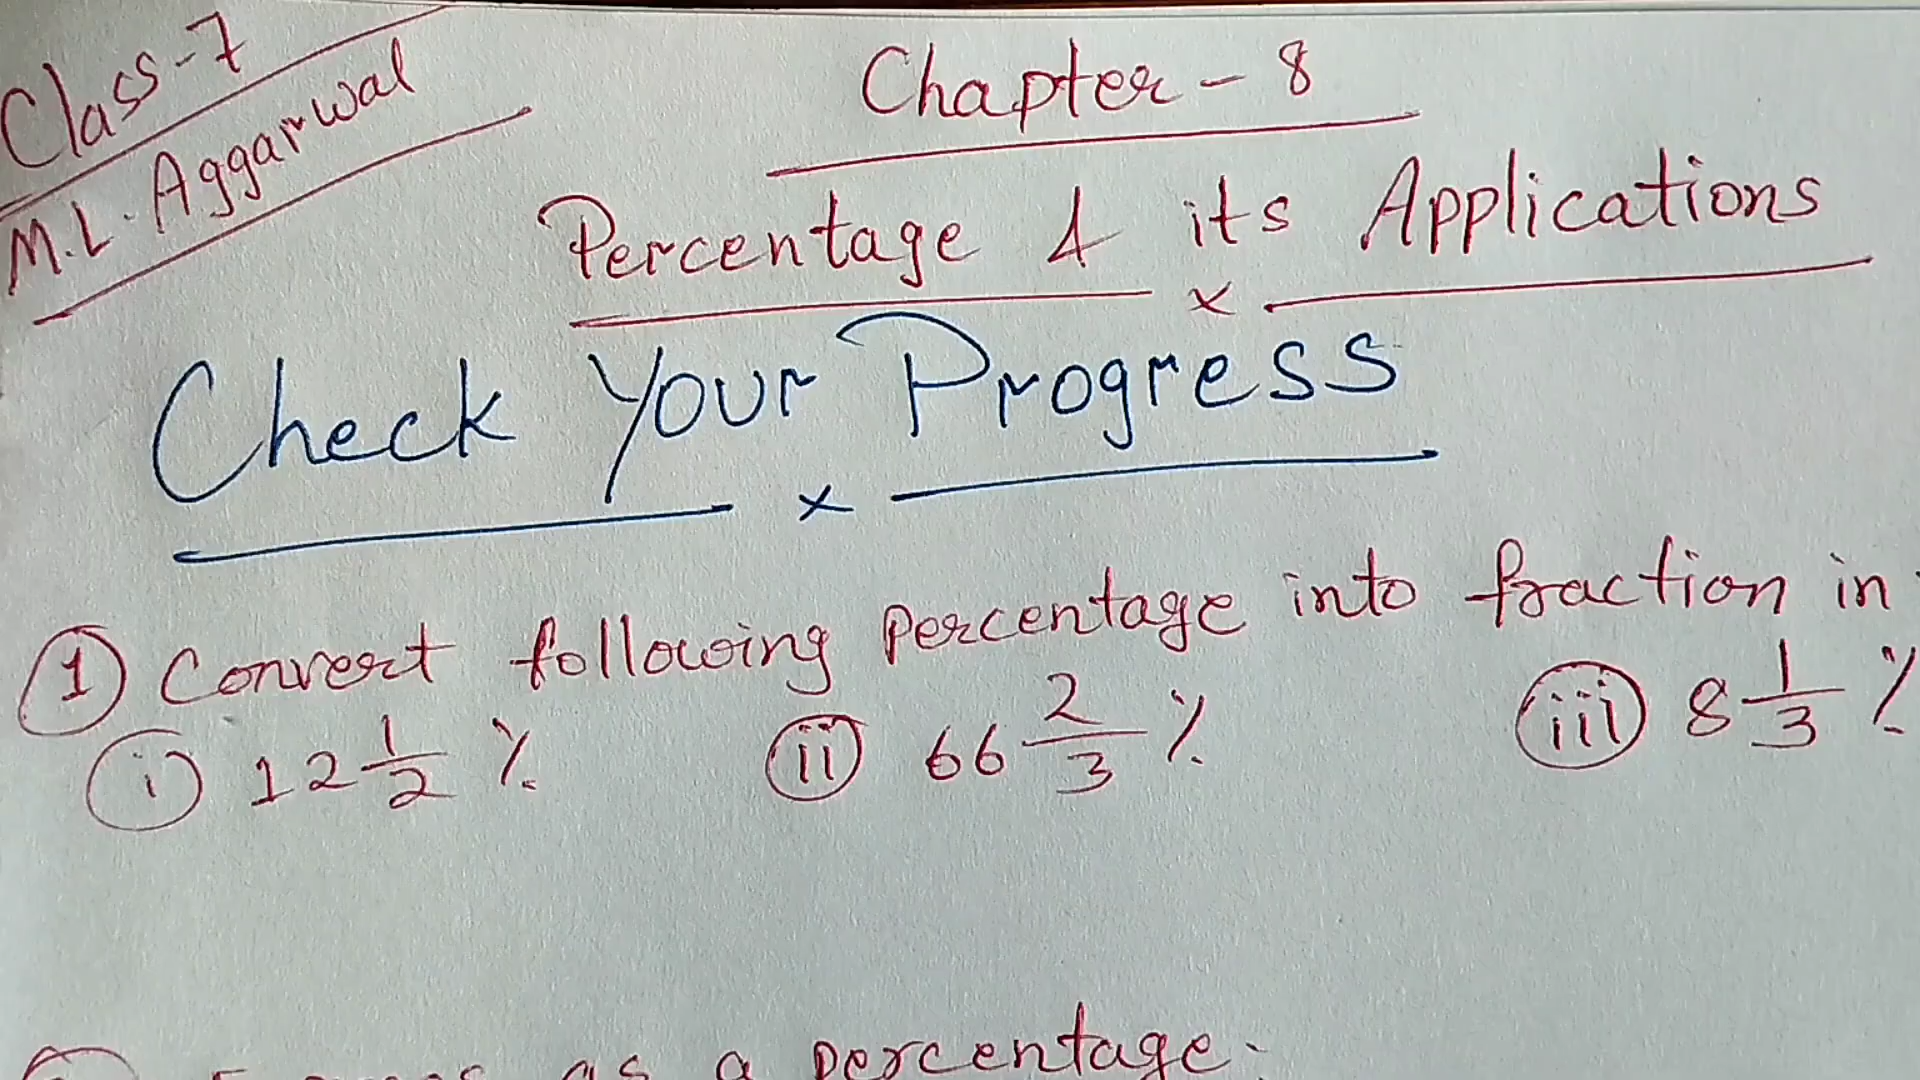 Class-7
M.L. Aggarwal
Chapter - 8
Percentage & its Applications
x
Check Your Progress
x
① Convert following percentage into fraction in
(i) 12 1/2 %  (ii) 66 2/3 %  (iii) 8 1/3 %
as a percentage: